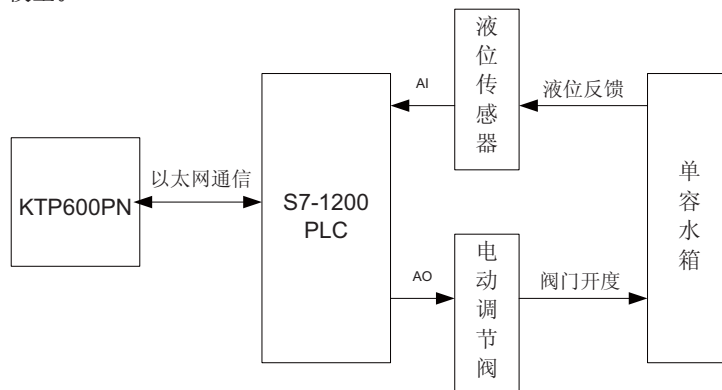 液位传感器
AI
液位反馈
以太网通信
KTP600PN
S7-1200
PLC
单容水箱
电动调节阀
AO
阀门开度